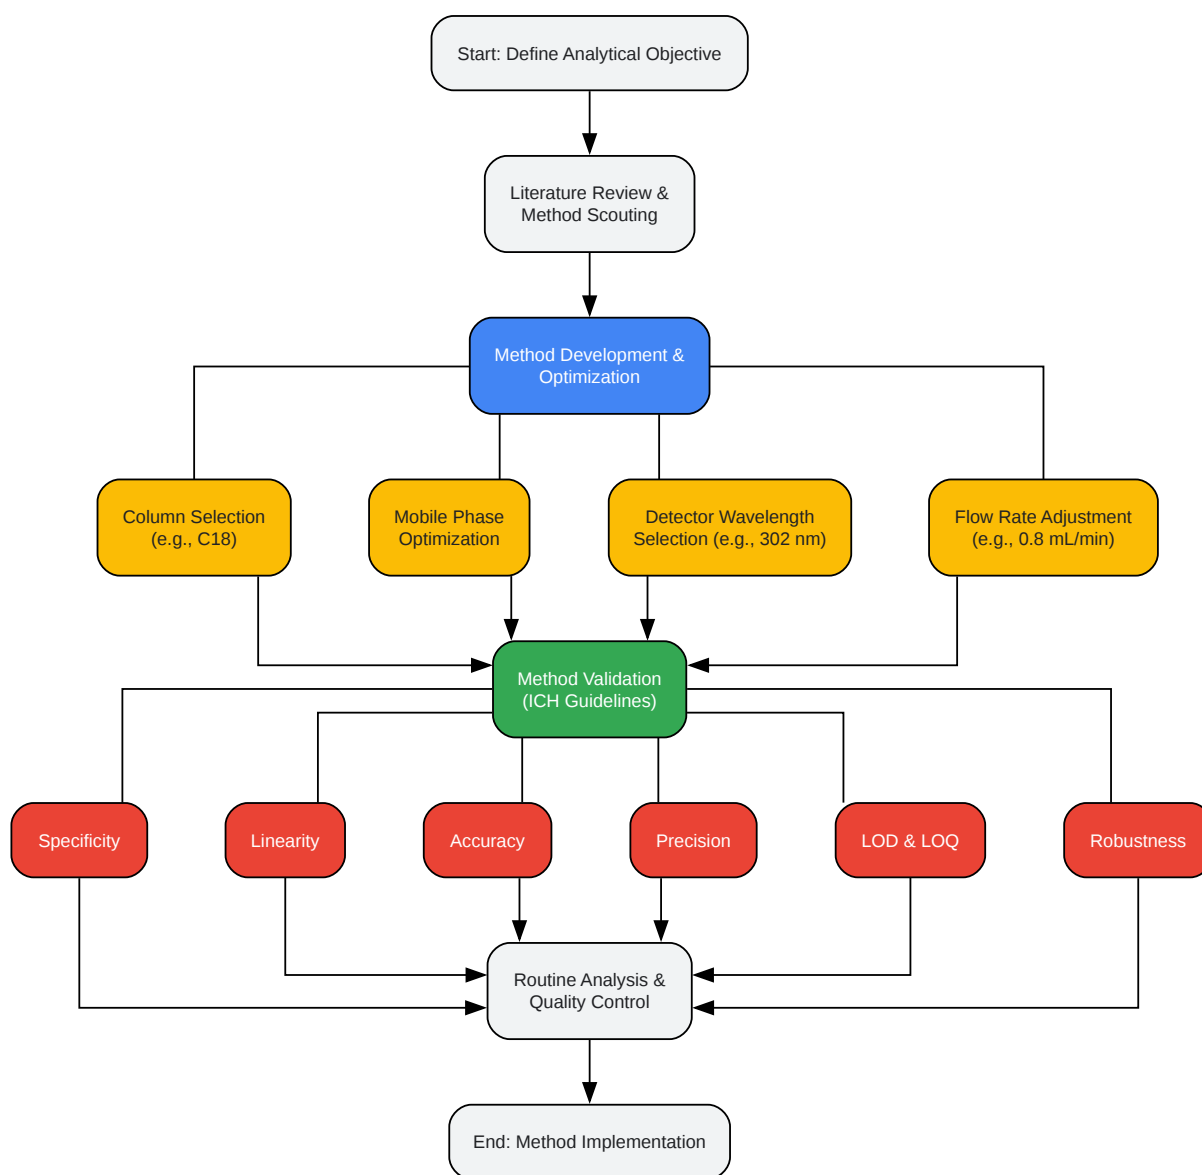 Start: Define Analytical Objective
Literature Review &
Method Scouting
Method Development &
Optimization
Column Selection
(e.g., C18)
Mobile Phase
Optimization
Detector Wavelength
Selection (e.g., 302 nm)
Flow Rate Adjustment
(e.g., 0.8 mL/min)
Method Validation
(ICH Guidelines)
Specificity
Linearity
Accuracy
Precision
LOD & LOQ
Robustness
Routine Analysis &
Quality Control
End: Method Implementation